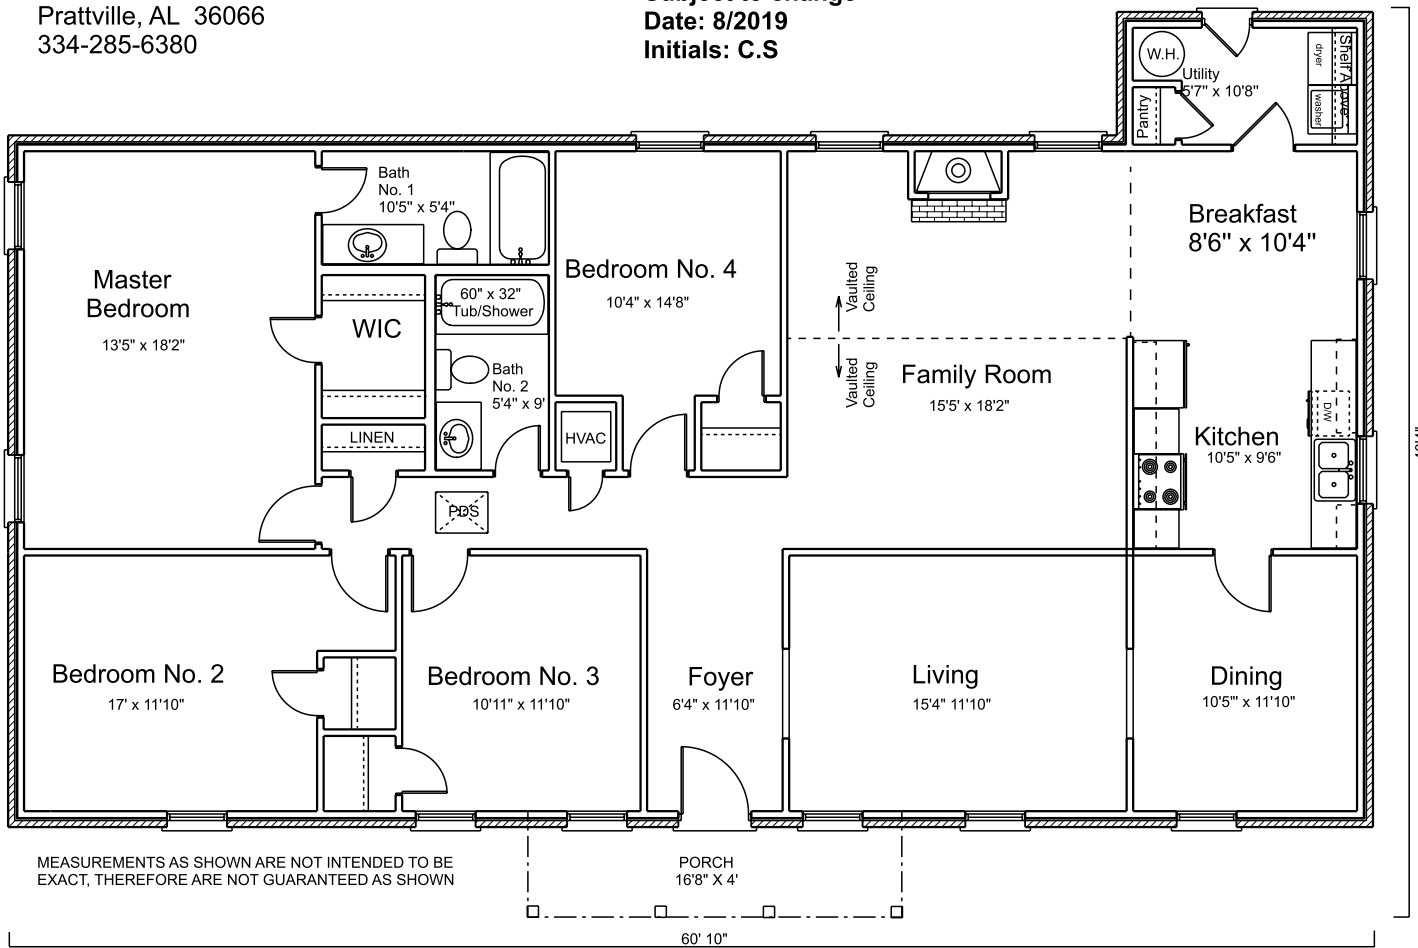 Prattville, AL 36066
334-285-6380
Subject to change
Date: 8/2019
Initials: C.S
W.H.
Utility
5'7" x 10'8"
Pantry
dryer
washer
Shelf Above
Bath
No. 1
10'5" x 5'4"
Breakfast
8'6" x 10'4"
Master
Bedroom
13'5" x 18'2"
WIC
60" x 32"
Tub/Shower
Bedroom No. 4
10'4" x 14'8"
Vaulted
Ceiling
Vaulted
Ceiling
Family Room
15'5' x 18'2"
Bath
No. 2
5'4" x 9'
LINEN
HVAC
Kitchen
10'5" x 9'6"
D/W
PDS
Bedroom No. 2
17' x 11'10"
Bedroom No. 3
10'11" x 11'10"
Foyer
6'4" x 11'10"
Living
15'4" 11'10"
Dining
10'5'" x 11'10"
MEASUREMENTS AS SHOWN ARE NOT INTENDED TO BE
EXACT, THEREFORE ARE NOT GUARANTEED AS SHOWN
PORCH
16'8" X 4'
60' 10"